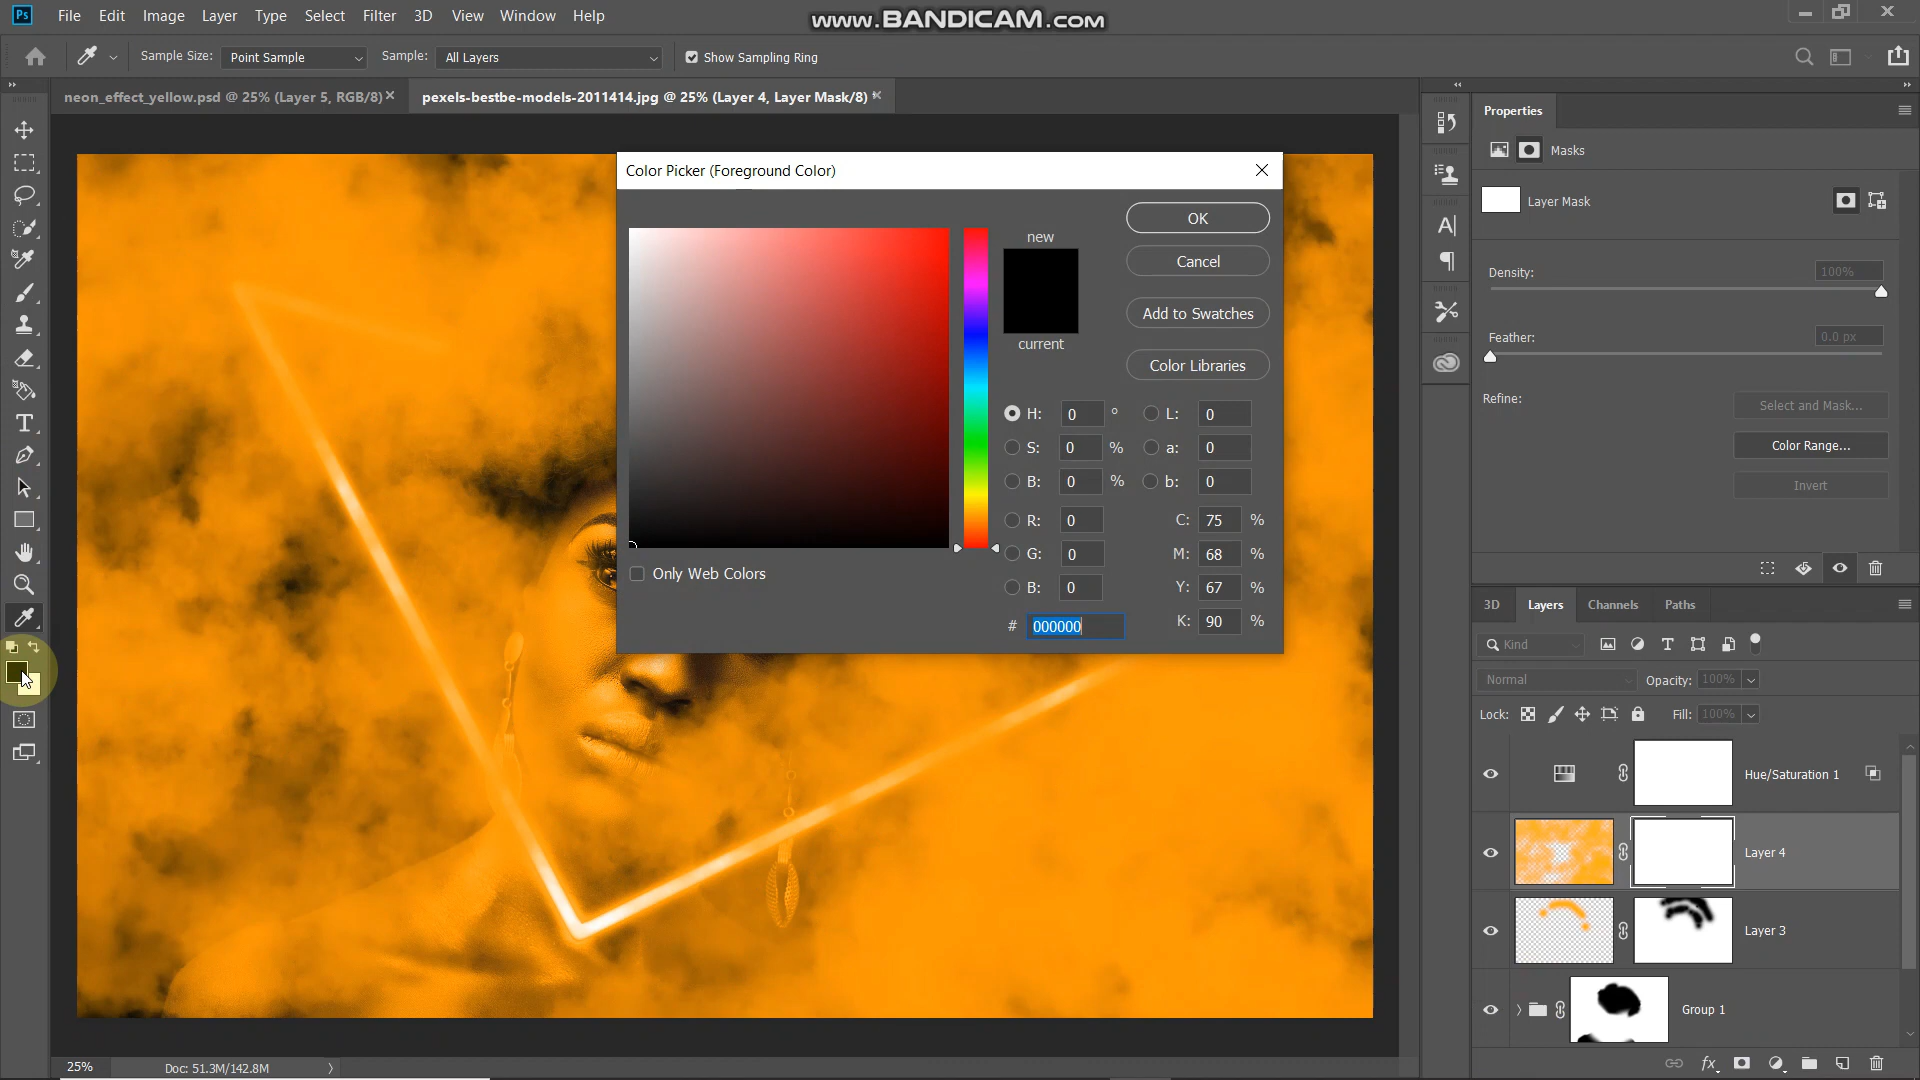 Ps File Edit Image Layer Type Select Filter 3D View Window Help
www.BANDICAM.com
Sample Size: Point Sample Sample: All Layers Show Sampling Ring
neon_effect_yellow.psd @ 25% (Layer 5, RGB/8) pexels-bestbe-models-2011414.jpg @ 25% (Layer 4, Layer Mask/8)
Color Picker (Foreground Color)
OK
new
Cancel
Add to Swatches
current
Color Libraries
H: 0 ° L: 0
S: 0 % a: 0
B: 0 % b: 0
R: 0 C: 75 %
G: 0 M: 68 %
Only Web Colors
B: 0 Y: 67 %
# 000000 K: 90 %
Properties
Masks
Layer Mask
Density: 100%
Feather: 0.0 px
Refine: Select and Mask...
Color Range...
Invert
3D Layers Channels Paths
Kind
Normal Opacity: 100%
Lock: Fill: 100%
Hue/Saturation 1
Layer 4
Layer 3
Group 1
25% Doc: 51.3M/142.8M